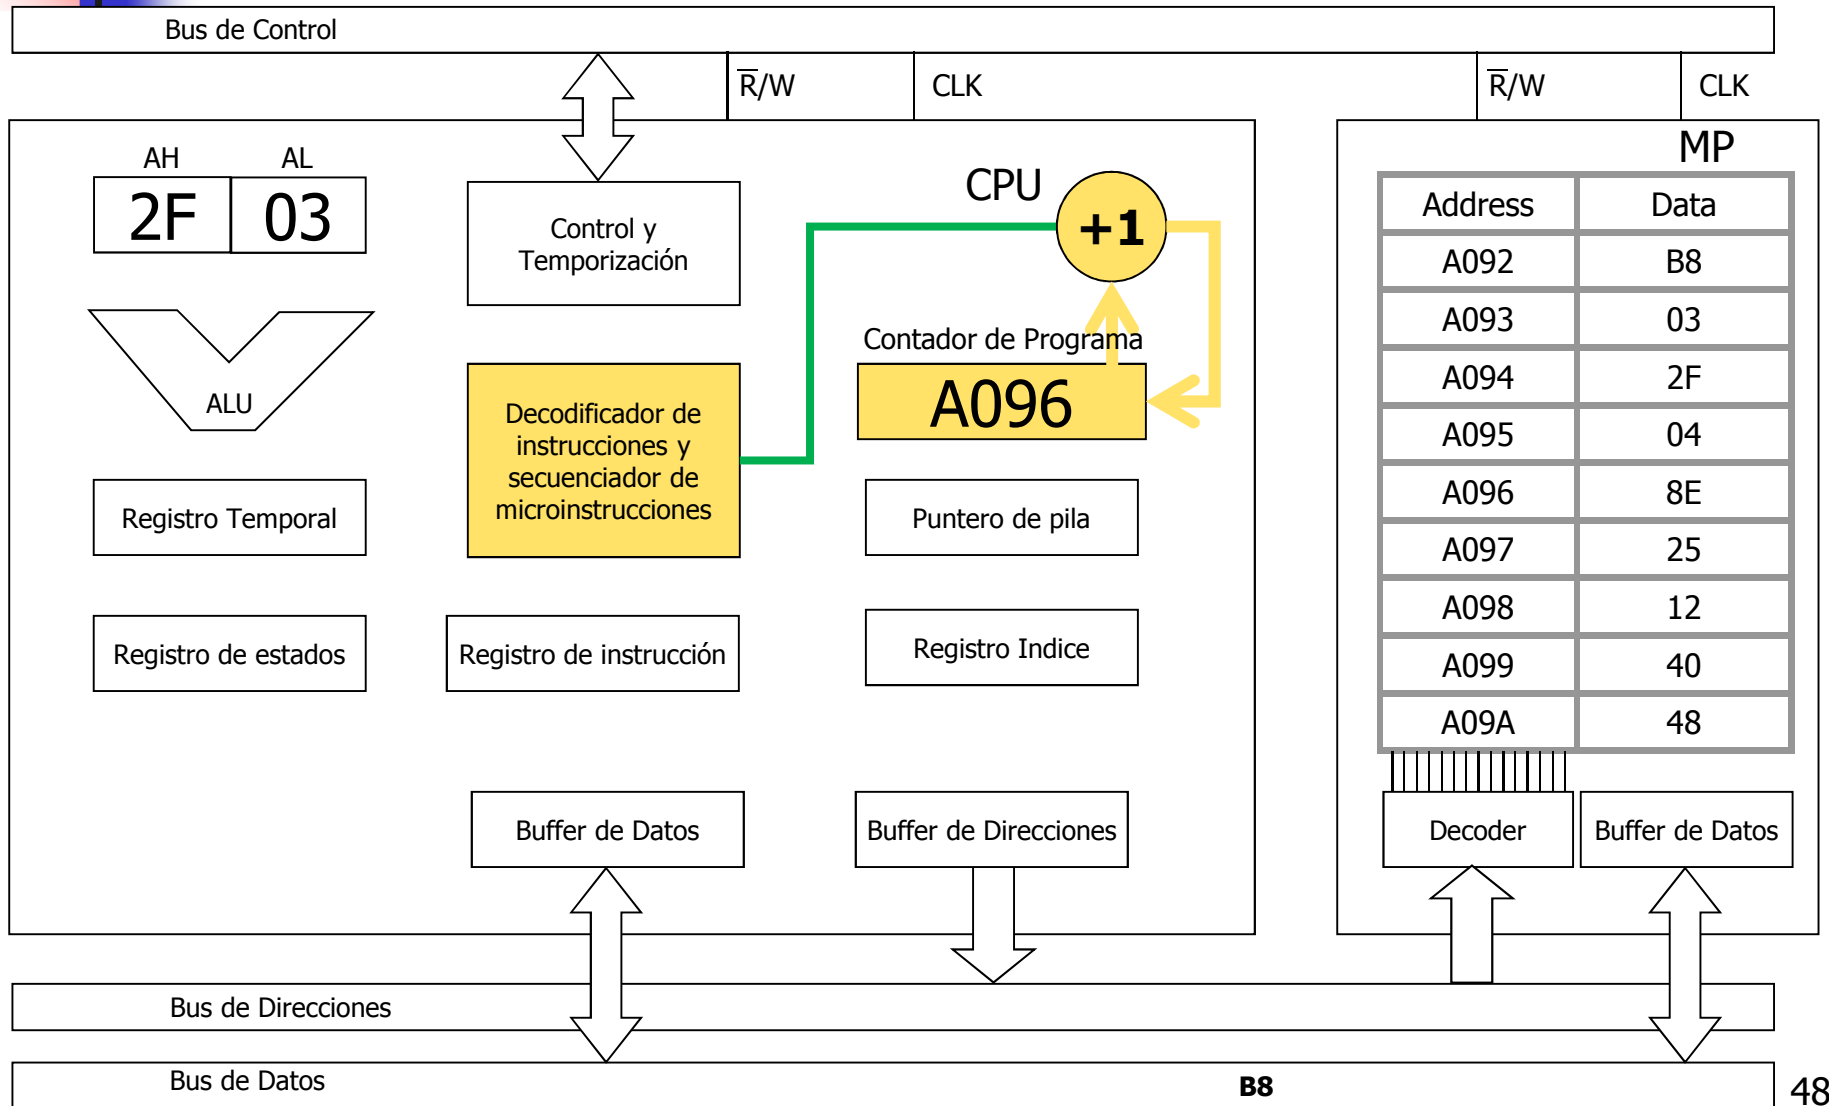 Bus de Control
R/W
CLK
R/W
CLK
AH
AL
2F
03
Control y
Temporización
CPU
+1
MP
Address Data
A092 B8
A093 03
A094 2F
A095 04
A096 8E
A097 25
A098 12
A099 40
A09A 48
ALU
Decodificador de
instrucciones y
secuenciador de
microinstrucciones
Contador de Programa
A096
Registro Temporal
Puntero de pila
Registro de estados
Registro de instrucción
Registro Indice
Buffer de Datos
Buffer de Direcciones
Decoder
Buffer de Datos
Bus de Direcciones
Bus de Datos
B8
48